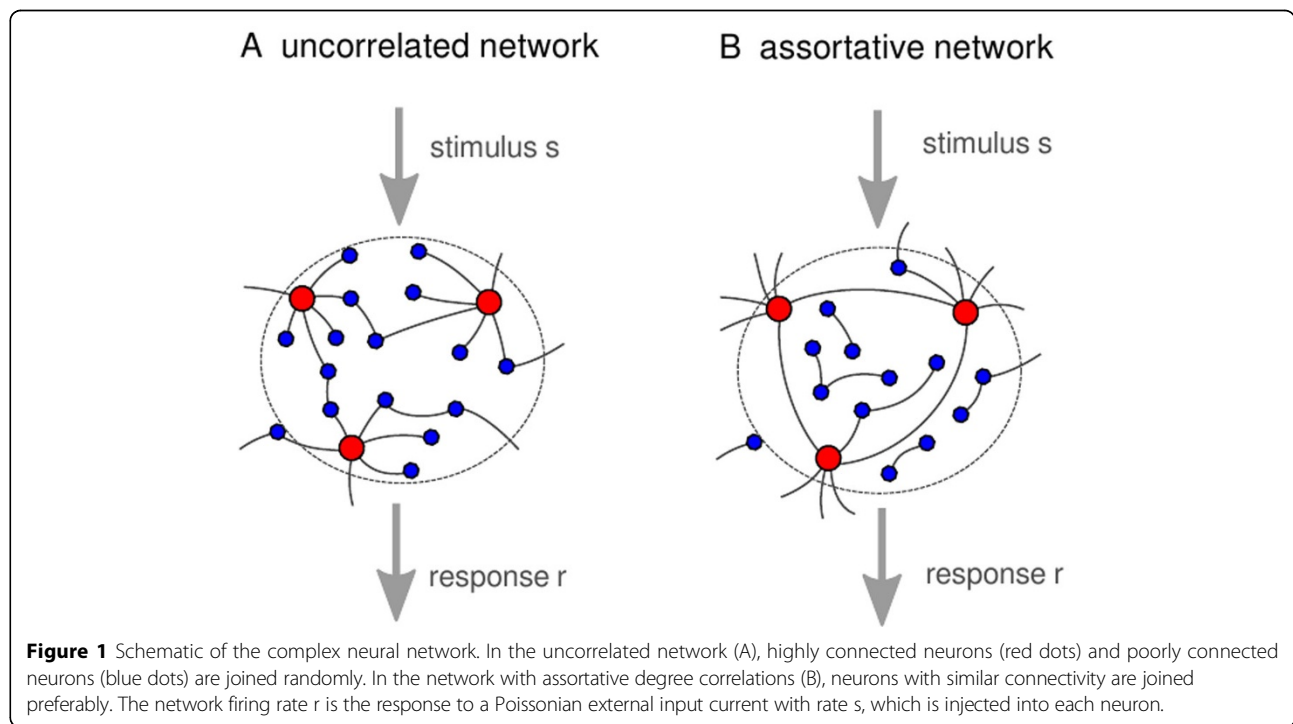 A uncorrelated network
B assortative network
stimulus s
stimulus s
response r
response r
Figure 1 Schematic of the complex neural network. In the uncorrelated network (A), highly connected neurons (red dots) and poorly connected
neurons (blue dots) are joined randomly. In the network with assortative degree correlations (B), neurons with similar connectivity are joined
preferably. The network firing rate r is the response to a Poissonian external input current with rate s, which is injected into each neuron.